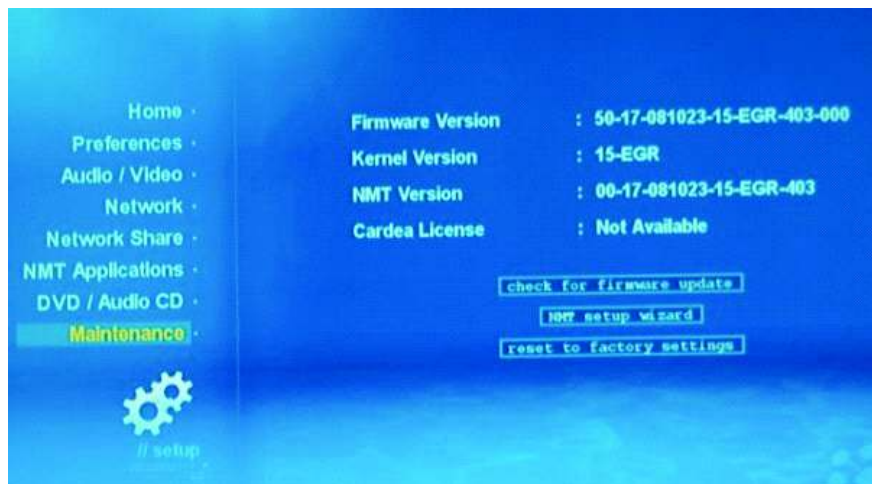 Home
Preferences
Audio / Video
Network
Network Share
NMT Applications
DVD / Audio CD
Maintenance
// setup
Firmware Version : 50-17-081023-15-EGR-403-000
Kernel Version : 15-EGR
NMT Version : 00-17-081023-15-EGR-403
Cardea License : Not Available
check for firmware update
NMT setup wizard
reset to factory settings